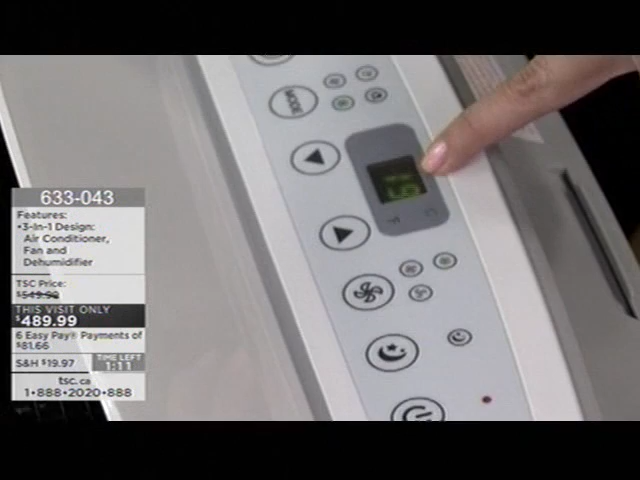 633-043
Features:
•3-In-1 Design:
Air Conditioner,
Fan and
Dehumidifier
TSC Price:
$549.99
THIS VISIT ONLY
$489.99
6 Easy Pay® Payments of
$81.66
S&H $19.97
TIME LEFT
1:11
tsc.ca
1•888•2020•888
MODE